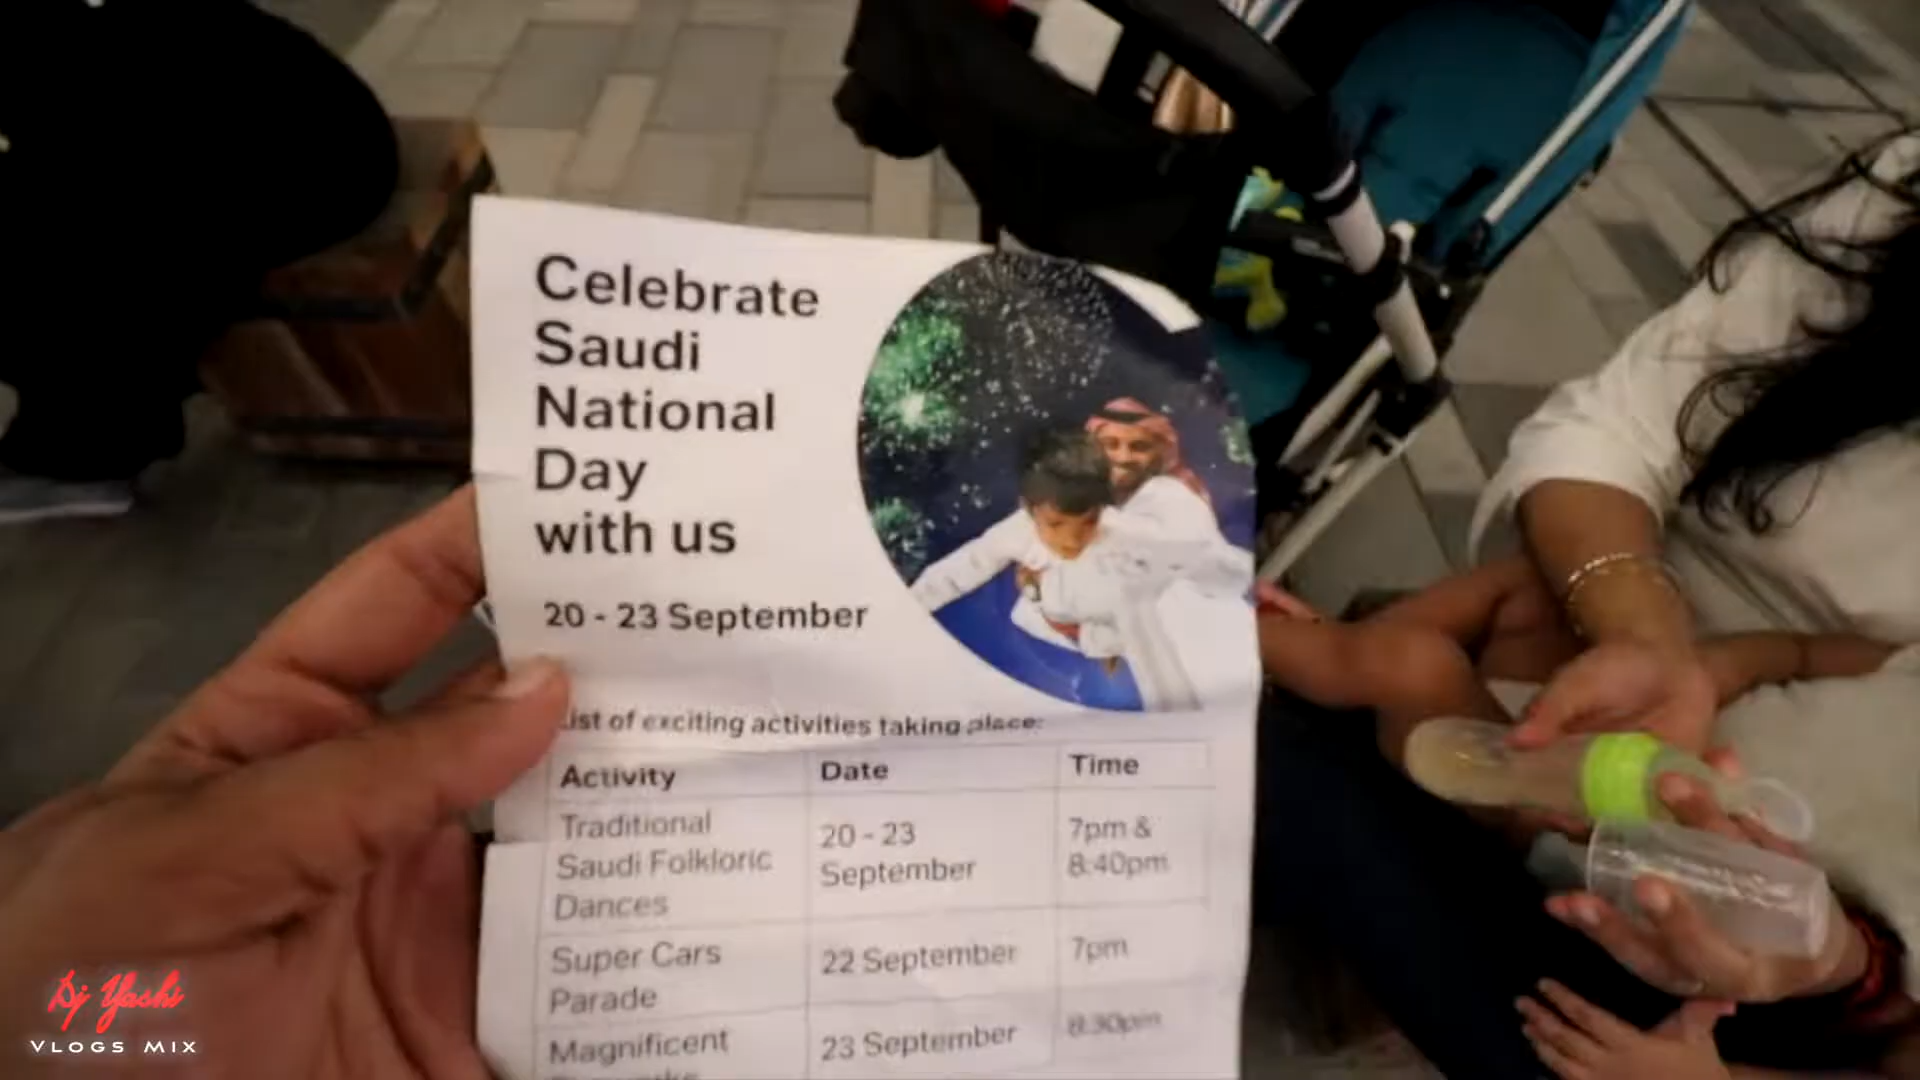 Celebrate
Saudi
National
Day
with us
20 - 23 September
List of exciting activities taking place:
Activity Date Time
Traditional
Saudi Folkloric
Dances
20 - 23
September
7pm &
8:40pm
Super Cars
Parade
22 September
7pm
Magnificent
23 September
8:30pm
Dj Yashi
VLOGS MIX